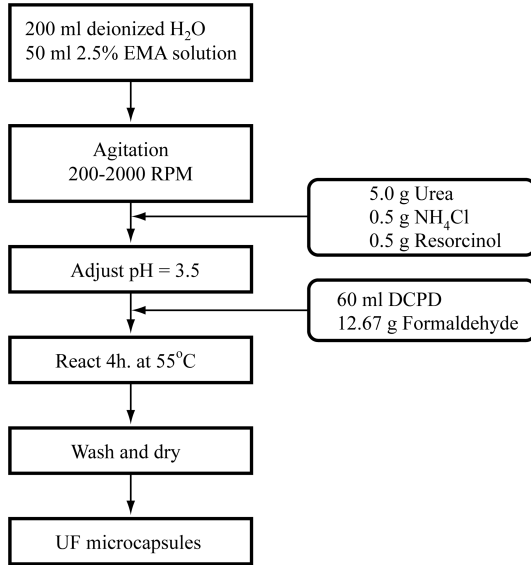 200 ml deionized H₂O
50 ml 2.5% EMA solution
Agitation
200-2000 RPM
5.0 g Urea
0.5 g NH₄Cl
0.5 g Resorcinol
Adjust pH = 3.5
60 ml DCPD
12.67 g Formaldehyde
React 4h. at 55°C
Wash and dry
UF microcapsules